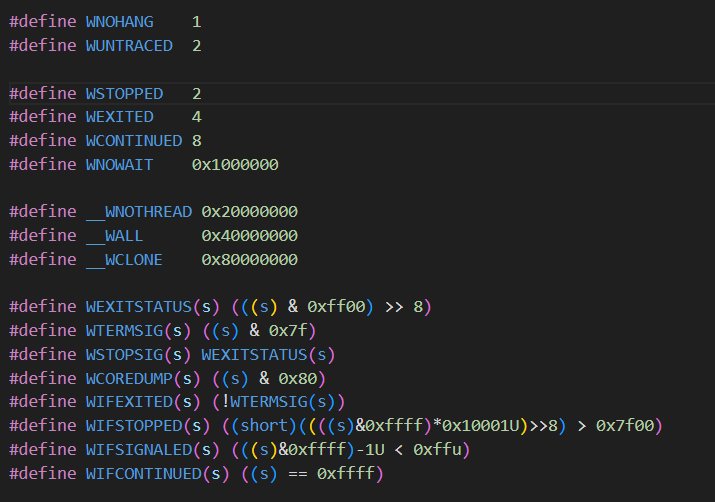 #define WNOHANG    1
#define WUNTRACED  2
#define WSTOPPED   2
#define WEXITED    4
#define WCONTINUED 8
#define WNOWAIT    0x1000000
#define __WNOTHREAD 0x20000000
#define __WALL      0x40000000
#define __WCLONE    0x80000000
#define WEXITSTATUS(s) (((s) & 0xff00) >> 8)
#define WTERMSIG(s) ((s) & 0x7f)
#define WSTOPSIG(s) WEXITSTATUS(s)
#define WCOREDUMP(s) ((s) & 0x80)
#define WIFEXITED(s) (!WTERMSIG(s))
#define WIFSTOPPED(s) ((short)((((s)&0xffff)*0x10001U)>>8) > 0x7f00)
#define WIFSIGNALED(s) (((s)&0xffff)-1U < 0xffu)
#define WIFCONTINUED(s) ((s) == 0xffff)